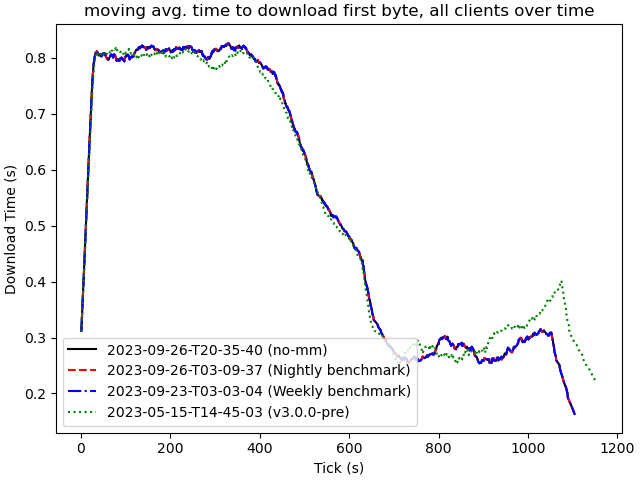 moving avg. time to download first byte, all clients over time
0.8
0.7
0.6
0.5
0.4
0.3
0.2
Download Time (s)
2023-09-26-T20-35-40 (no-mm)
2023-09-26-T03-09-37 (Nightly benchmark)
2023-09-23-T03-03-04 (Weekly benchmark)
2023-05-15-T14-45-03 (v3.0.0-pre)
0 200 400 600 800 1000 1200
Tick (s)